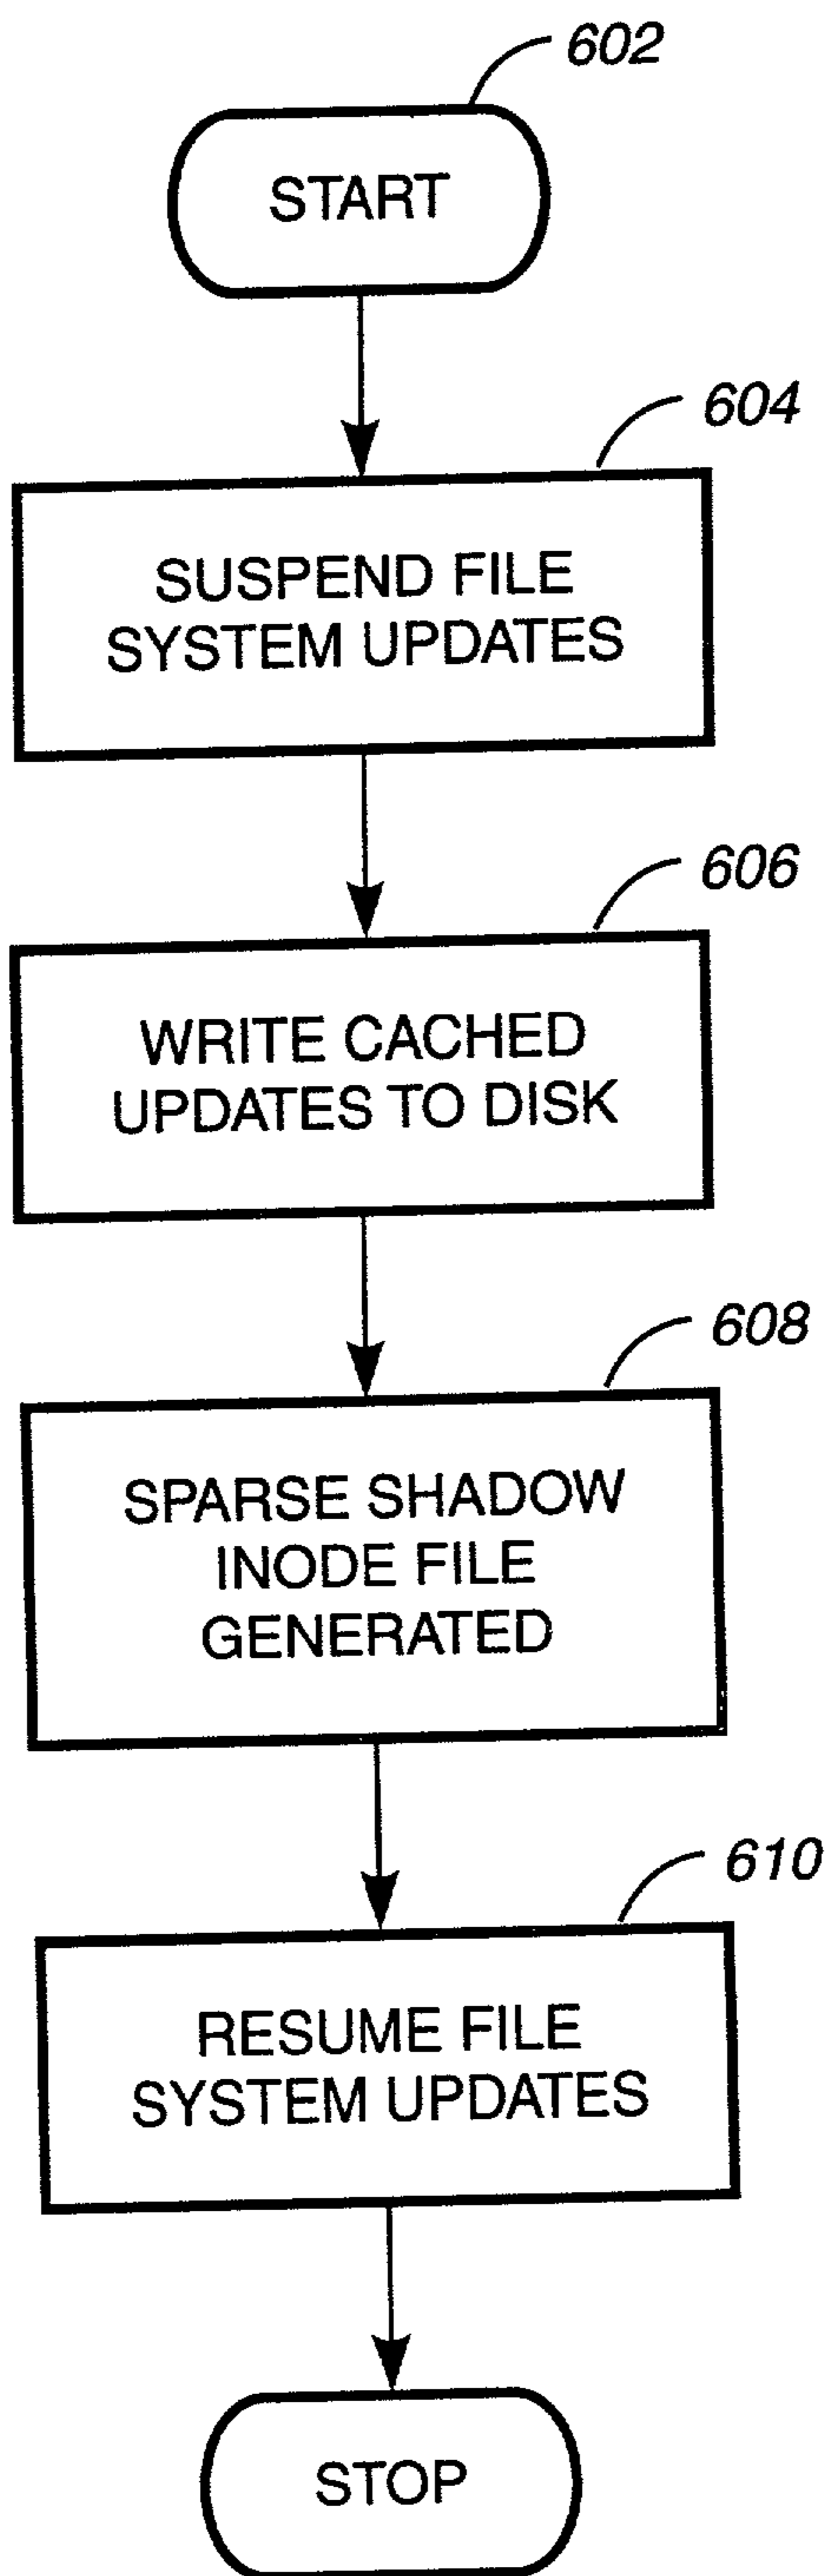 602
START
604
SUSPEND FILE
SYSTEM UPDATES
606
WRITE CACHED
UPDATES TO DISK
608
SPARSE SHADOW
INODE FILE
GENERATED
610
RESUME FILE
SYSTEM UPDATES
STOP